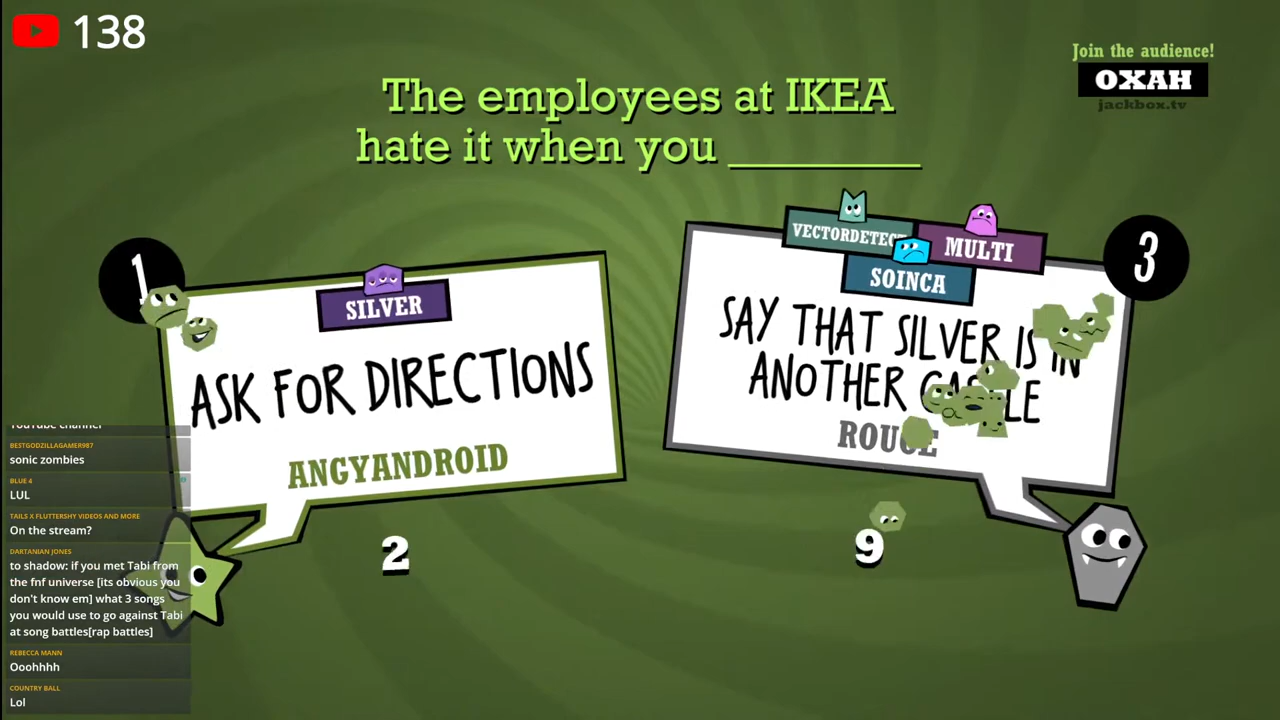 138
Join the audience!
OXAH
jackbox.tv
The employees at IKEA
hate it when you ________
1
SILVER
ASK FOR DIRECTIONS
ANGYANDROID
2
VECTORDETECT
MULTI
SOINCA
3
SAY THAT SILVER IS IN
ANOTHER CASTLE
ROUGE
9
YouTube channel
BESTGODZILLAGAMER987
sonic zombies
BLUE 4
LUL
TAILS X FLUTTERSHY VIDEOS AND MORE
On the stream?
DARTANIAN JONES
to shadow: if you met Tabi from
the fnf universe [its obvious you
don't know em] what 3 songs
you would use to go against Tabi
at song battles[rap battles]
REBECCA MANN
Ooohhhh
COUNTRY BALL
Lol